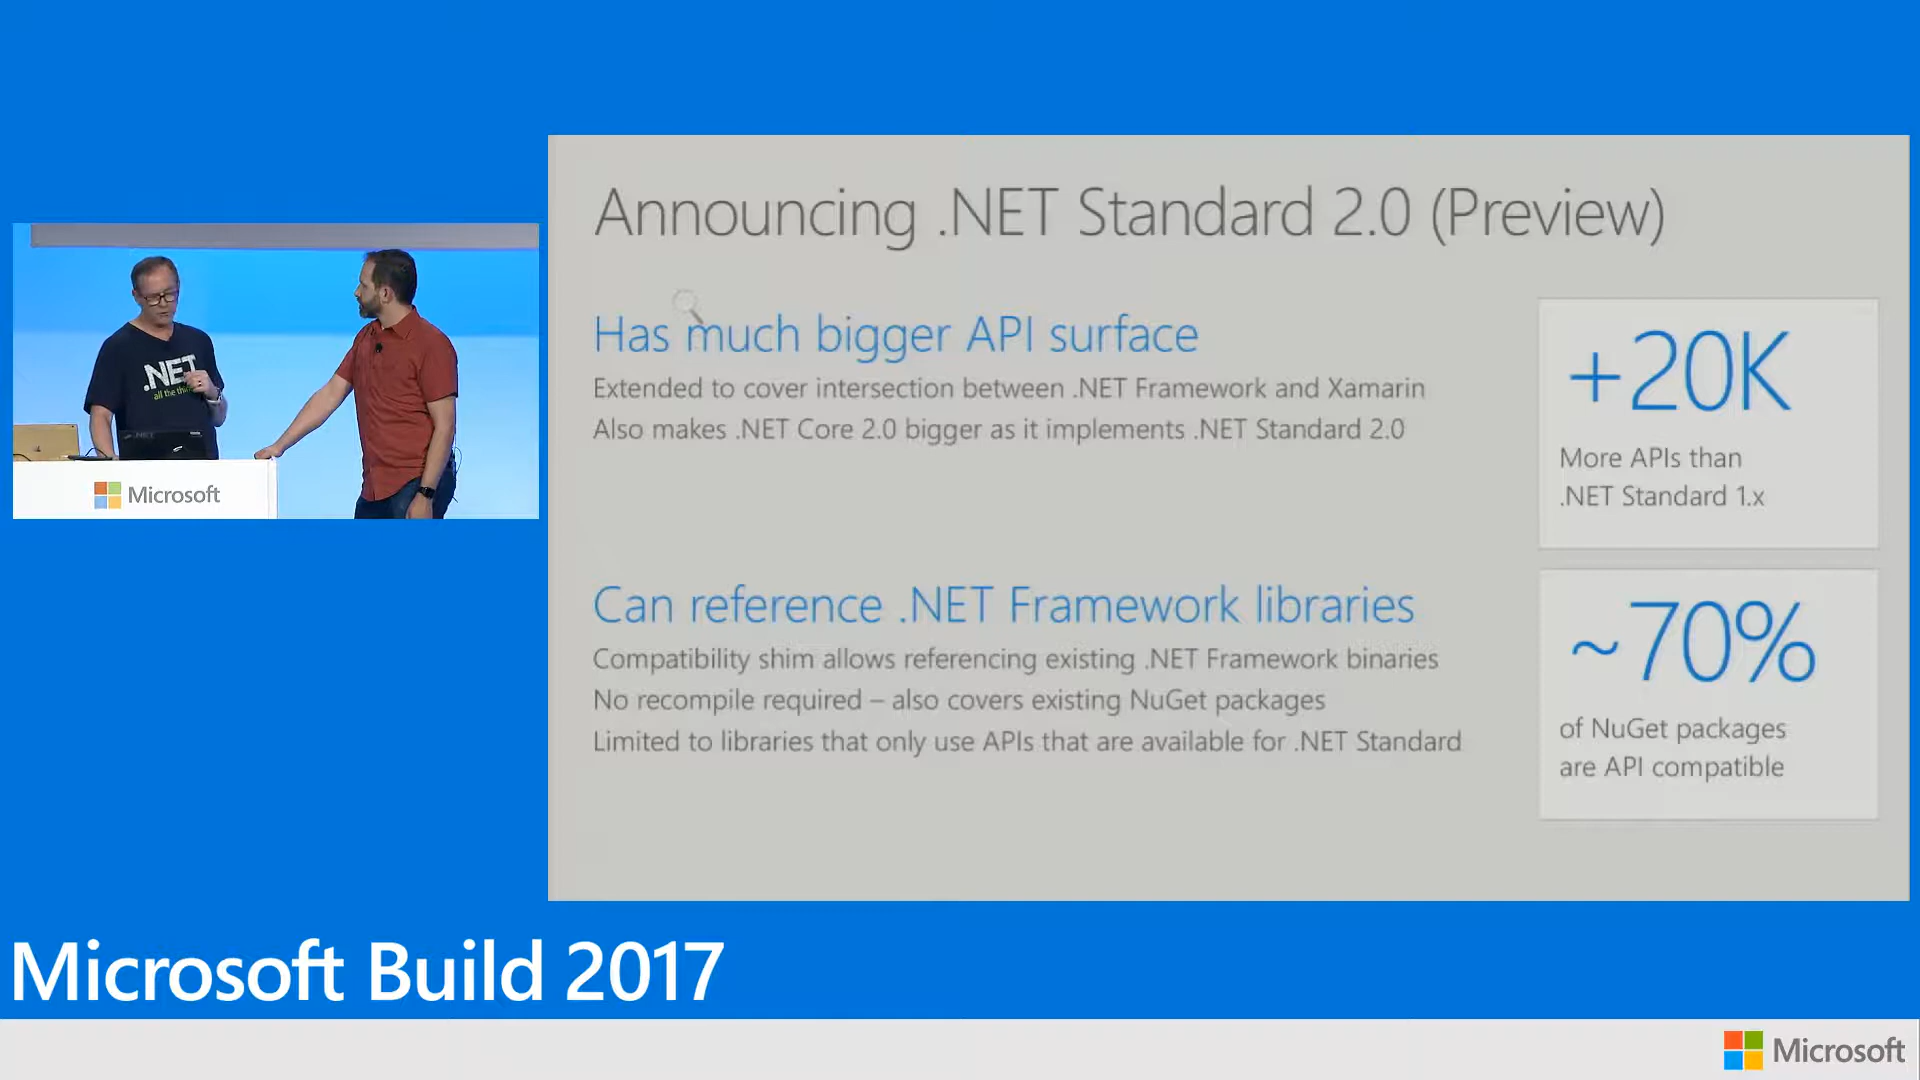 Announcing .NET Standard 2.0 (Preview)
Has much bigger API surface
Extended to cover intersection between .NET Framework and Xamarin
Also makes .NET Core 2.0 bigger as it implements .NET Standard 2.0
+20K
More APIs than
.NET Standard 1.x
Can reference .NET Framework libraries
Compatibility shim allows referencing existing .NET Framework binaries
No recompile required – also covers existing NuGet packages
Limited to libraries that only use APIs that are available for .NET Standard
~70%
of NuGet packages
are API compatible
.NET
all the
Microsoft
Microsoft Build 2017
Microsoft